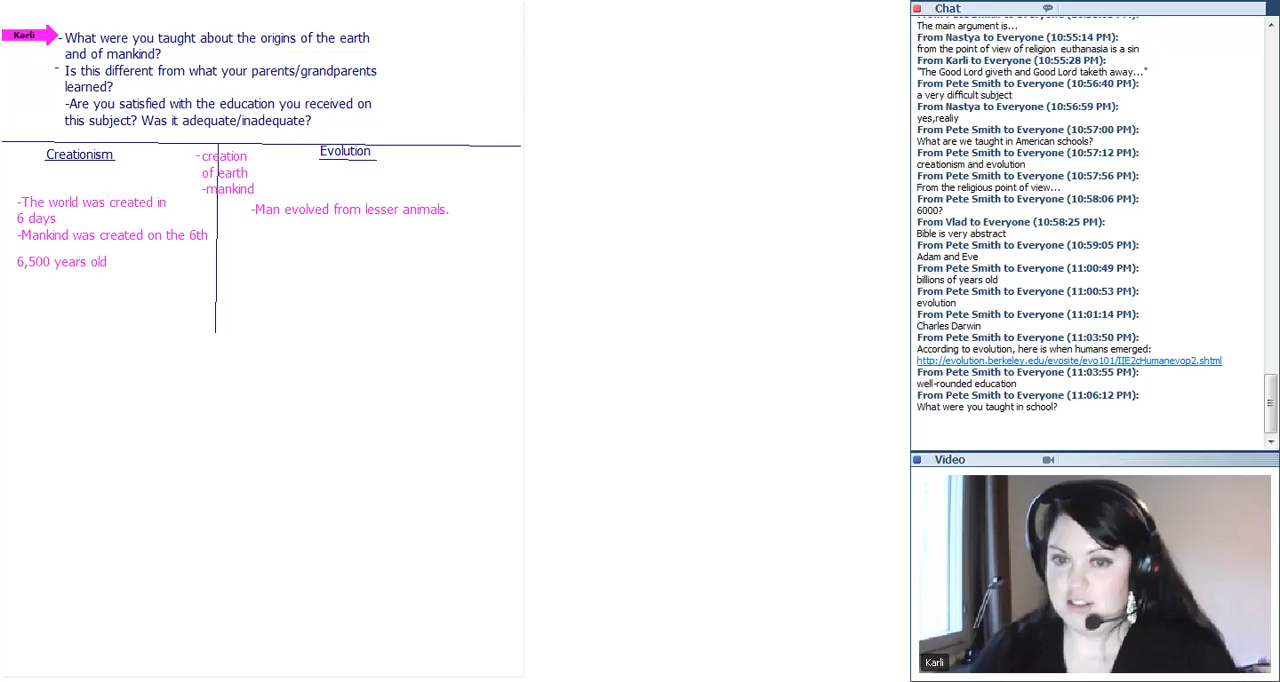 Karli
- What were you taught about the origins of the earth
and of mankind?
- Is this different from what your parents/grandparents
learned?
-Are you satisfied with the education you received on
this subject? Was it adequate/inadequate?
Creationism
- creation
of earth
-mankind
Evolution
-The world was created in
6 days
-Mankind was created on the 6th
6,500 years old
-Man evolved from lesser animals.
Chat
The main argument is...
From Nastya to Everyone (10:55:14 PM):
from the point of view of religion euthanasia is a sin
From Karli to Everyone (10:55:28 PM):
"The Good Lord giveth and Good Lord taketh away..."
From Pete Smith to Everyone (10:56:40 PM):
a very difficult subject
From Nastya to Everyone (10:56:59 PM):
yes,really
From Pete Smith to Everyone (10:57:00 PM):
What are we taught in American schools?
From Pete Smith to Everyone (10:57:12 PM):
creationism and evolution
From Pete Smith to Everyone (10:57:56 PM):
From the religious point of view...
From Pete Smith to Everyone (10:58:06 PM):
6000?
From Vlad to Everyone (10:58:25 PM):
Bible is very abstract
From Pete Smith to Everyone (10:59:05 PM):
Adam and Eve
From Pete Smith to Everyone (11:00:49 PM):
billions of years old
From Pete Smith to Everyone (11:00:53 PM):
evolution
From Pete Smith to Everyone (11:01:14 PM):
Charles Darwin
From Pete Smith to Everyone (11:03:50 PM):
According to evolution, here is when humans emerged:
http://evolution.berkeley.edu/evosite/evo101/IIE2cHumanevop2.shtml
From Pete Smith to Everyone (11:03:55 PM):
well-rounded education
From Pete Smith to Everyone (11:06:12 PM):
What were you taught in school?
Video
Karli